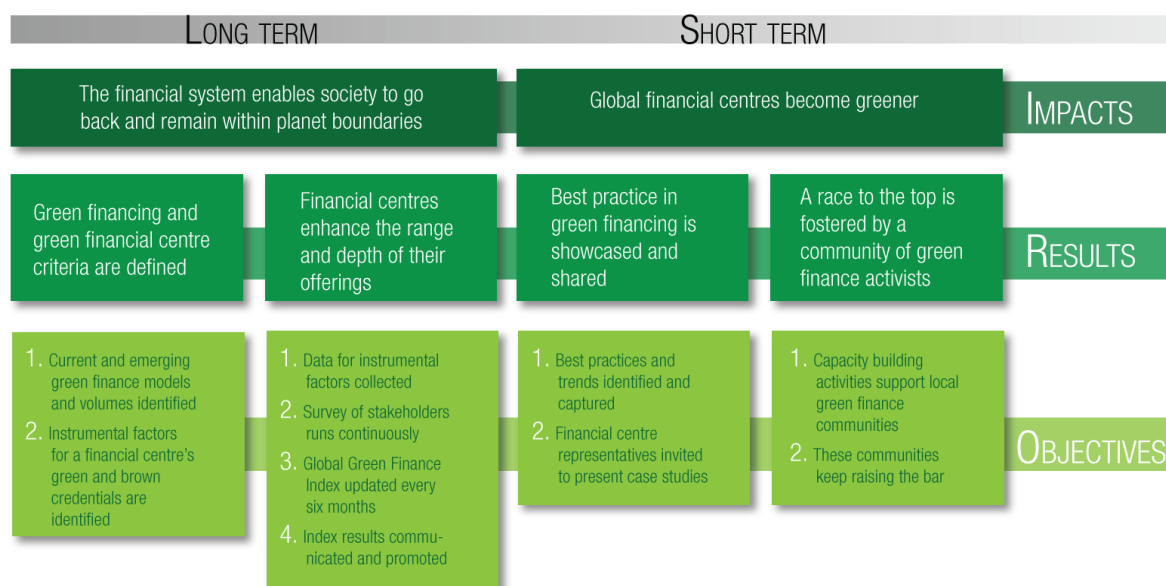 LONG TERM
SHORT TERM
The financial system enables society to go
back and remain within planet boundaries
Global financial centres become greener
IMPACTS
Green financing and
green financial centre
criteria are defined
Financial centres
enhance the range
and depth of their
offerings
Best practice in
green financing is
showcased and
shared
A race to the top is
fostered by a
community of green
finance activists
RESULTS
1. Current and emerging
green finance models
and volumes identified
2. Instrumental factors
for a financial centre's
green and brown
credentials are
identified
1. Data for instrumental
factors collected
2. Survey of stakeholders
runs continuously
3. Global Green Finance
Index updated every
six months
4. Index results commu-
nicated and promoted
1. Best practices and
trends identified and
captured
2. Financial centre
representatives invited
to present case studies
1. Capacity building
activities support local
green finance
communities
2. These communities
keep raising the bar
OBJECTIVES